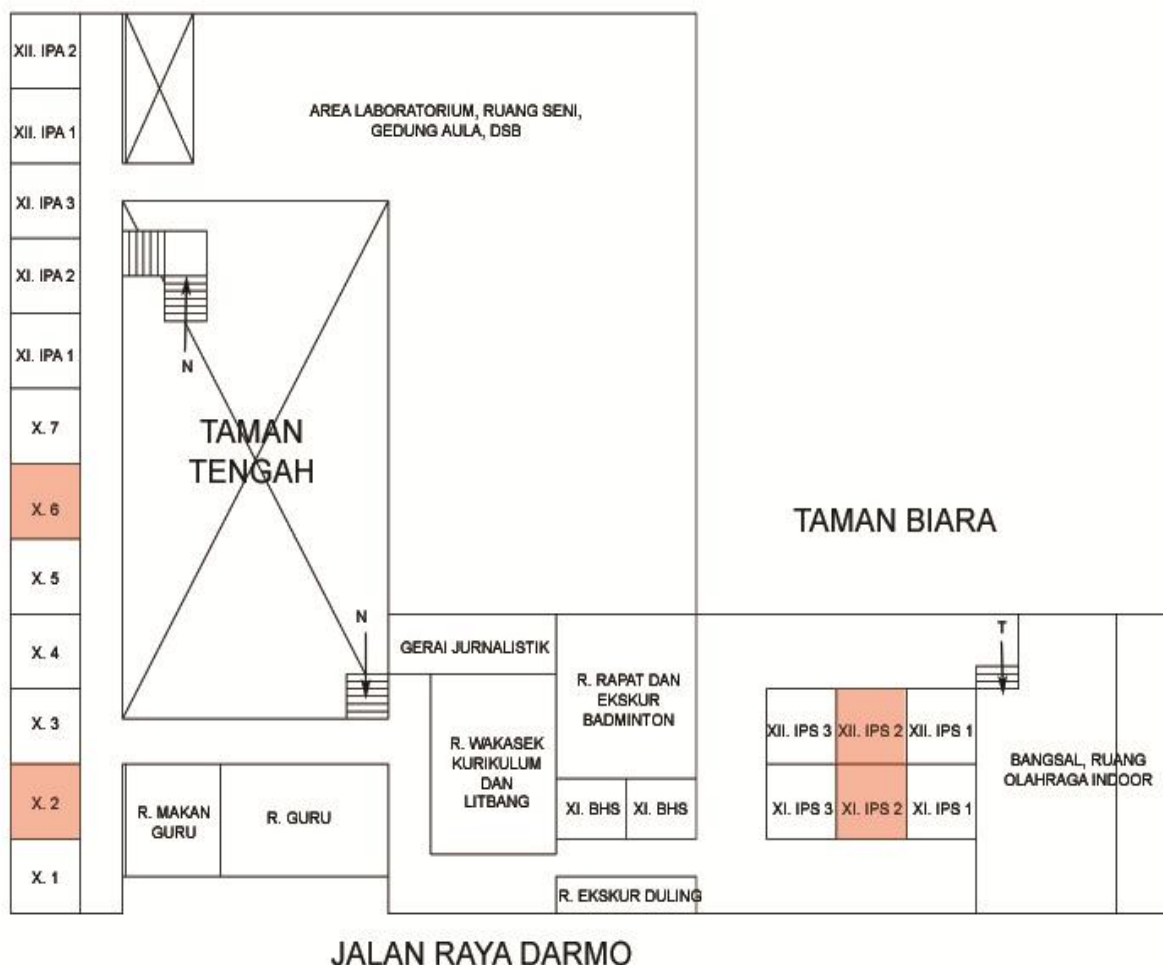 XII. IPA 2
XII. IPA 1
XI. IPA 3
XI. IPA 2
XI. IPA 1
X. 7
X. 6
X. 5
X. 4
X. 3
X. 2
X. 1
AREA LABORATORIUM, RUANG SENI,
GEDUNG AULA, DSB
N
TAMAN
TENGAH
N
TAMAN BIARA
GERAI JURNALISTIK
R. RAPAT DAN
EKSKUR
BADMINTON
R. WAKASEK
KURIKULUM
DAN
LITBANG
R. MAKAN
GURU
R. GURU
XI. BHS
XI. BHS
R. EKSKUR DULING
T
XII. IPS 3
XII. IPS 2
XII. IPS 1
XI. IPS 3
XI. IPS 2
XI. IPS 1
BANGSAL, RUANG
OLAHRAGA INDOOR
JALAN RAYA DARMO